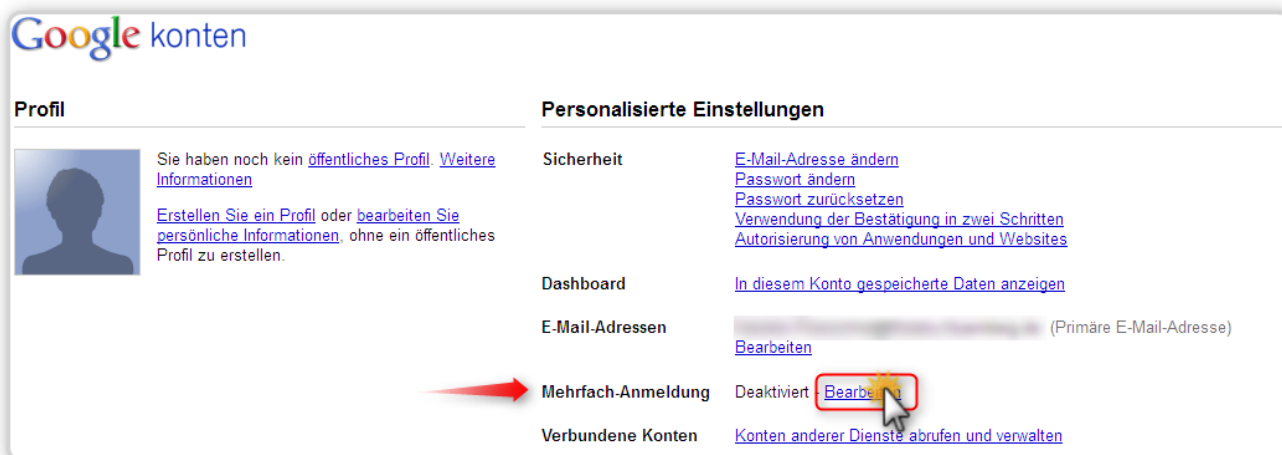 Google konten
Profil
Sie haben noch kein öffentliches Profil. Weitere
Informationen
Erstellen Sie ein Profil oder bearbeiten Sie
persönliche Informationen, ohne ein öffentliches
Profil zu erstellen.
Personalisierte Einstellungen
Sicherheit
E-Mail-Adresse ändern
Passwort ändern
Passwort zurücksetzen
Verwendung der Bestätigung in zwei Schritten
Autorisierung von Anwendungen und Websites
Dashboard
In diesem Konto gespeicherte Daten anzeigen
E-Mail-Adressen
(Primäre E-Mail-Adresse)
Bearbeiten
Mehrfach-Anmeldung
Deaktiviert - Bearbeiten
Verbundene Konten
Konten anderer Dienste abrufen und verwalten